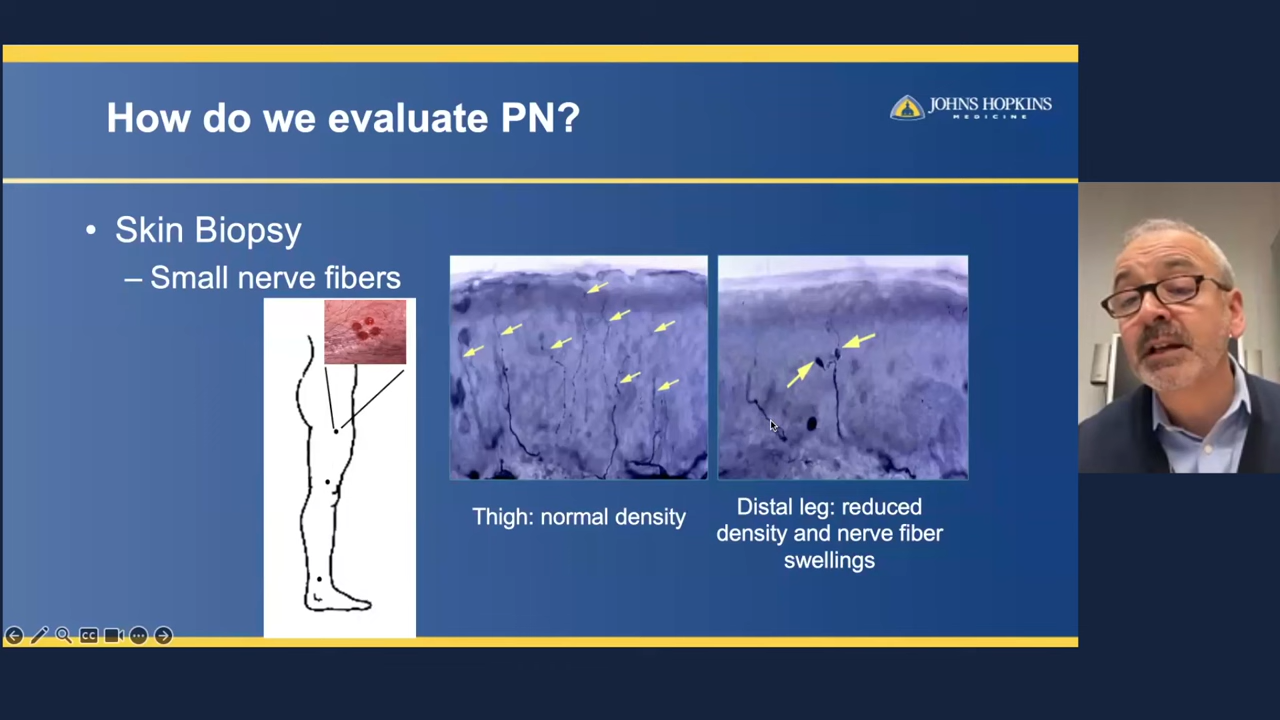 How do we evaluate PN?
JOHNS HOPKINS
MEDICINE
• Skin Biopsy
– Small nerve fibers
Thigh: normal density
Distal leg: reduced
density and nerve fiber
swellings
CC